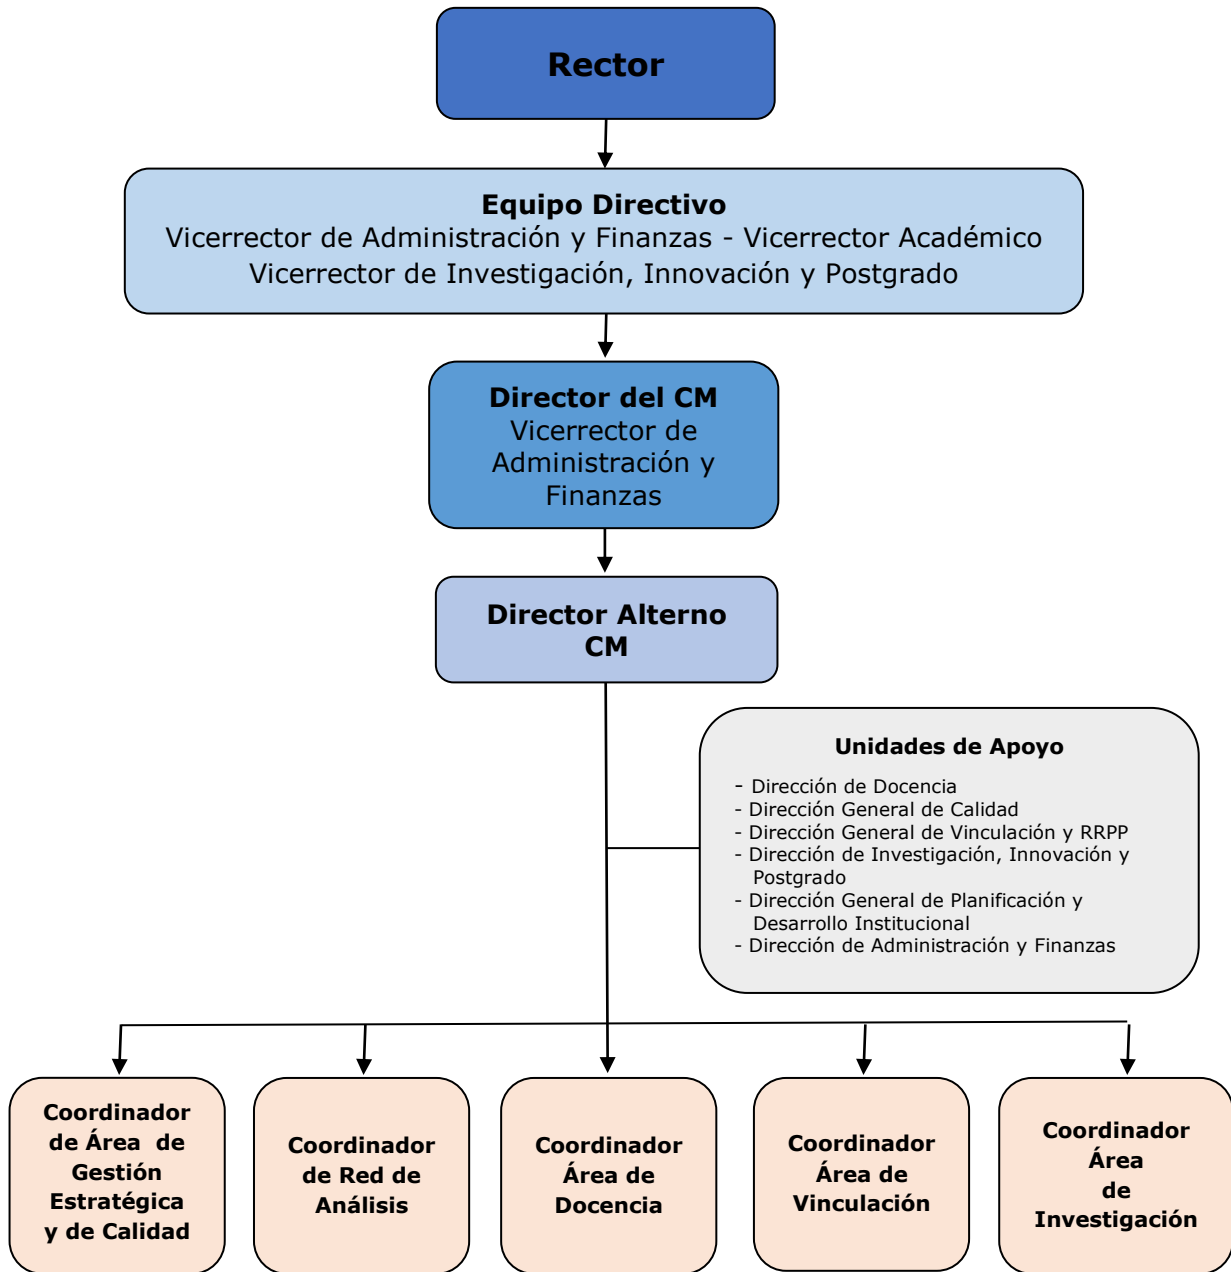 Rector
Equipo Directivo
Vicerrector de Administración y Finanzas - Vicerrector Académico
Vicerrector de Investigación, Innovación y Postgrado
Director del CM
Vicerrector de
Administración y
Finanzas
Director Alterno
CM
Unidades de Apoyo
- Dirección de Docencia
- Dirección General de Calidad
- Dirección General de Vinculación y RRPP
- Dirección de Investigación, Innovación y
Postgrado
- Dirección General de Planificación y
Desarrollo Institucional
- Dirección de Administración y Finanzas
Coordinador
de Área de
Gestión
Estratégica
y de Calidad
Coordinador
de Red de
Análisis
Coordinador
Área de
Docencia
Coordinador
Área de
Vinculación
Coordinador
Área
de
Investigación